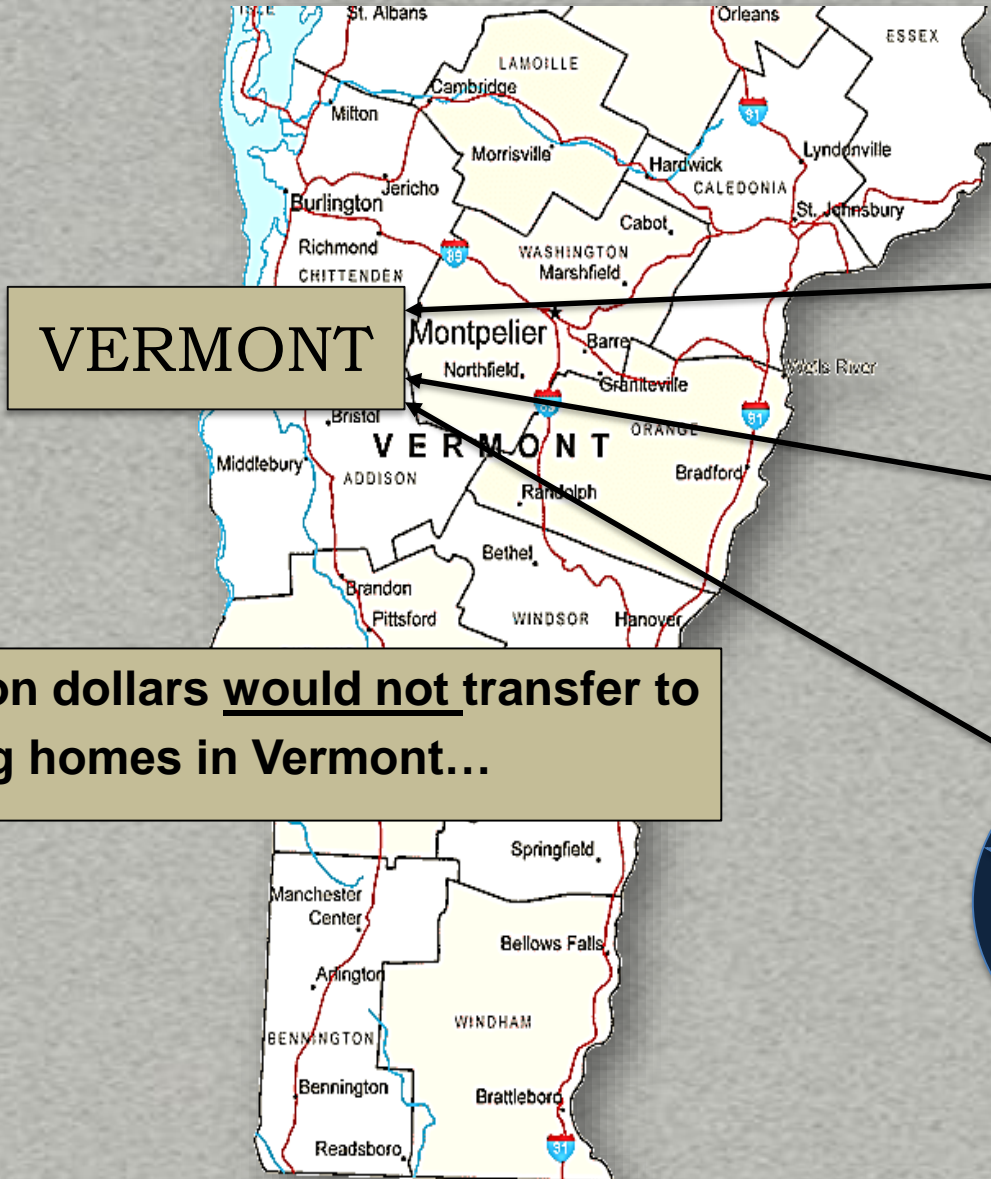 St. Albans
Orleans
ESSEX
LAMOILLE
Cambridge
Milton
91
Morrisville
Hardwick
Lyndonville
Jericho
CALEDONIA
Burlington
Cabot
St. Johnsbury
Richmond
89
WASHINGTON
CHITTENDEN
Marshfield
VERMONT
Montpelier
Barre
Northfield
Graniteville
Wells River
Bristol
91
VERMONT
ORANGE
Middlebury
ADDISON
Bradford
Randolph
Bethel
Brandon
Pittsford
WINDSOR
Hanover
on dollars would not transfer to
g homes in Vermont…
Springfield
Manchester
Center
Bellows Falls
Arlington
WINDHAM
BENNINGTON
Bennington
Brattleboro
Readsboro
91